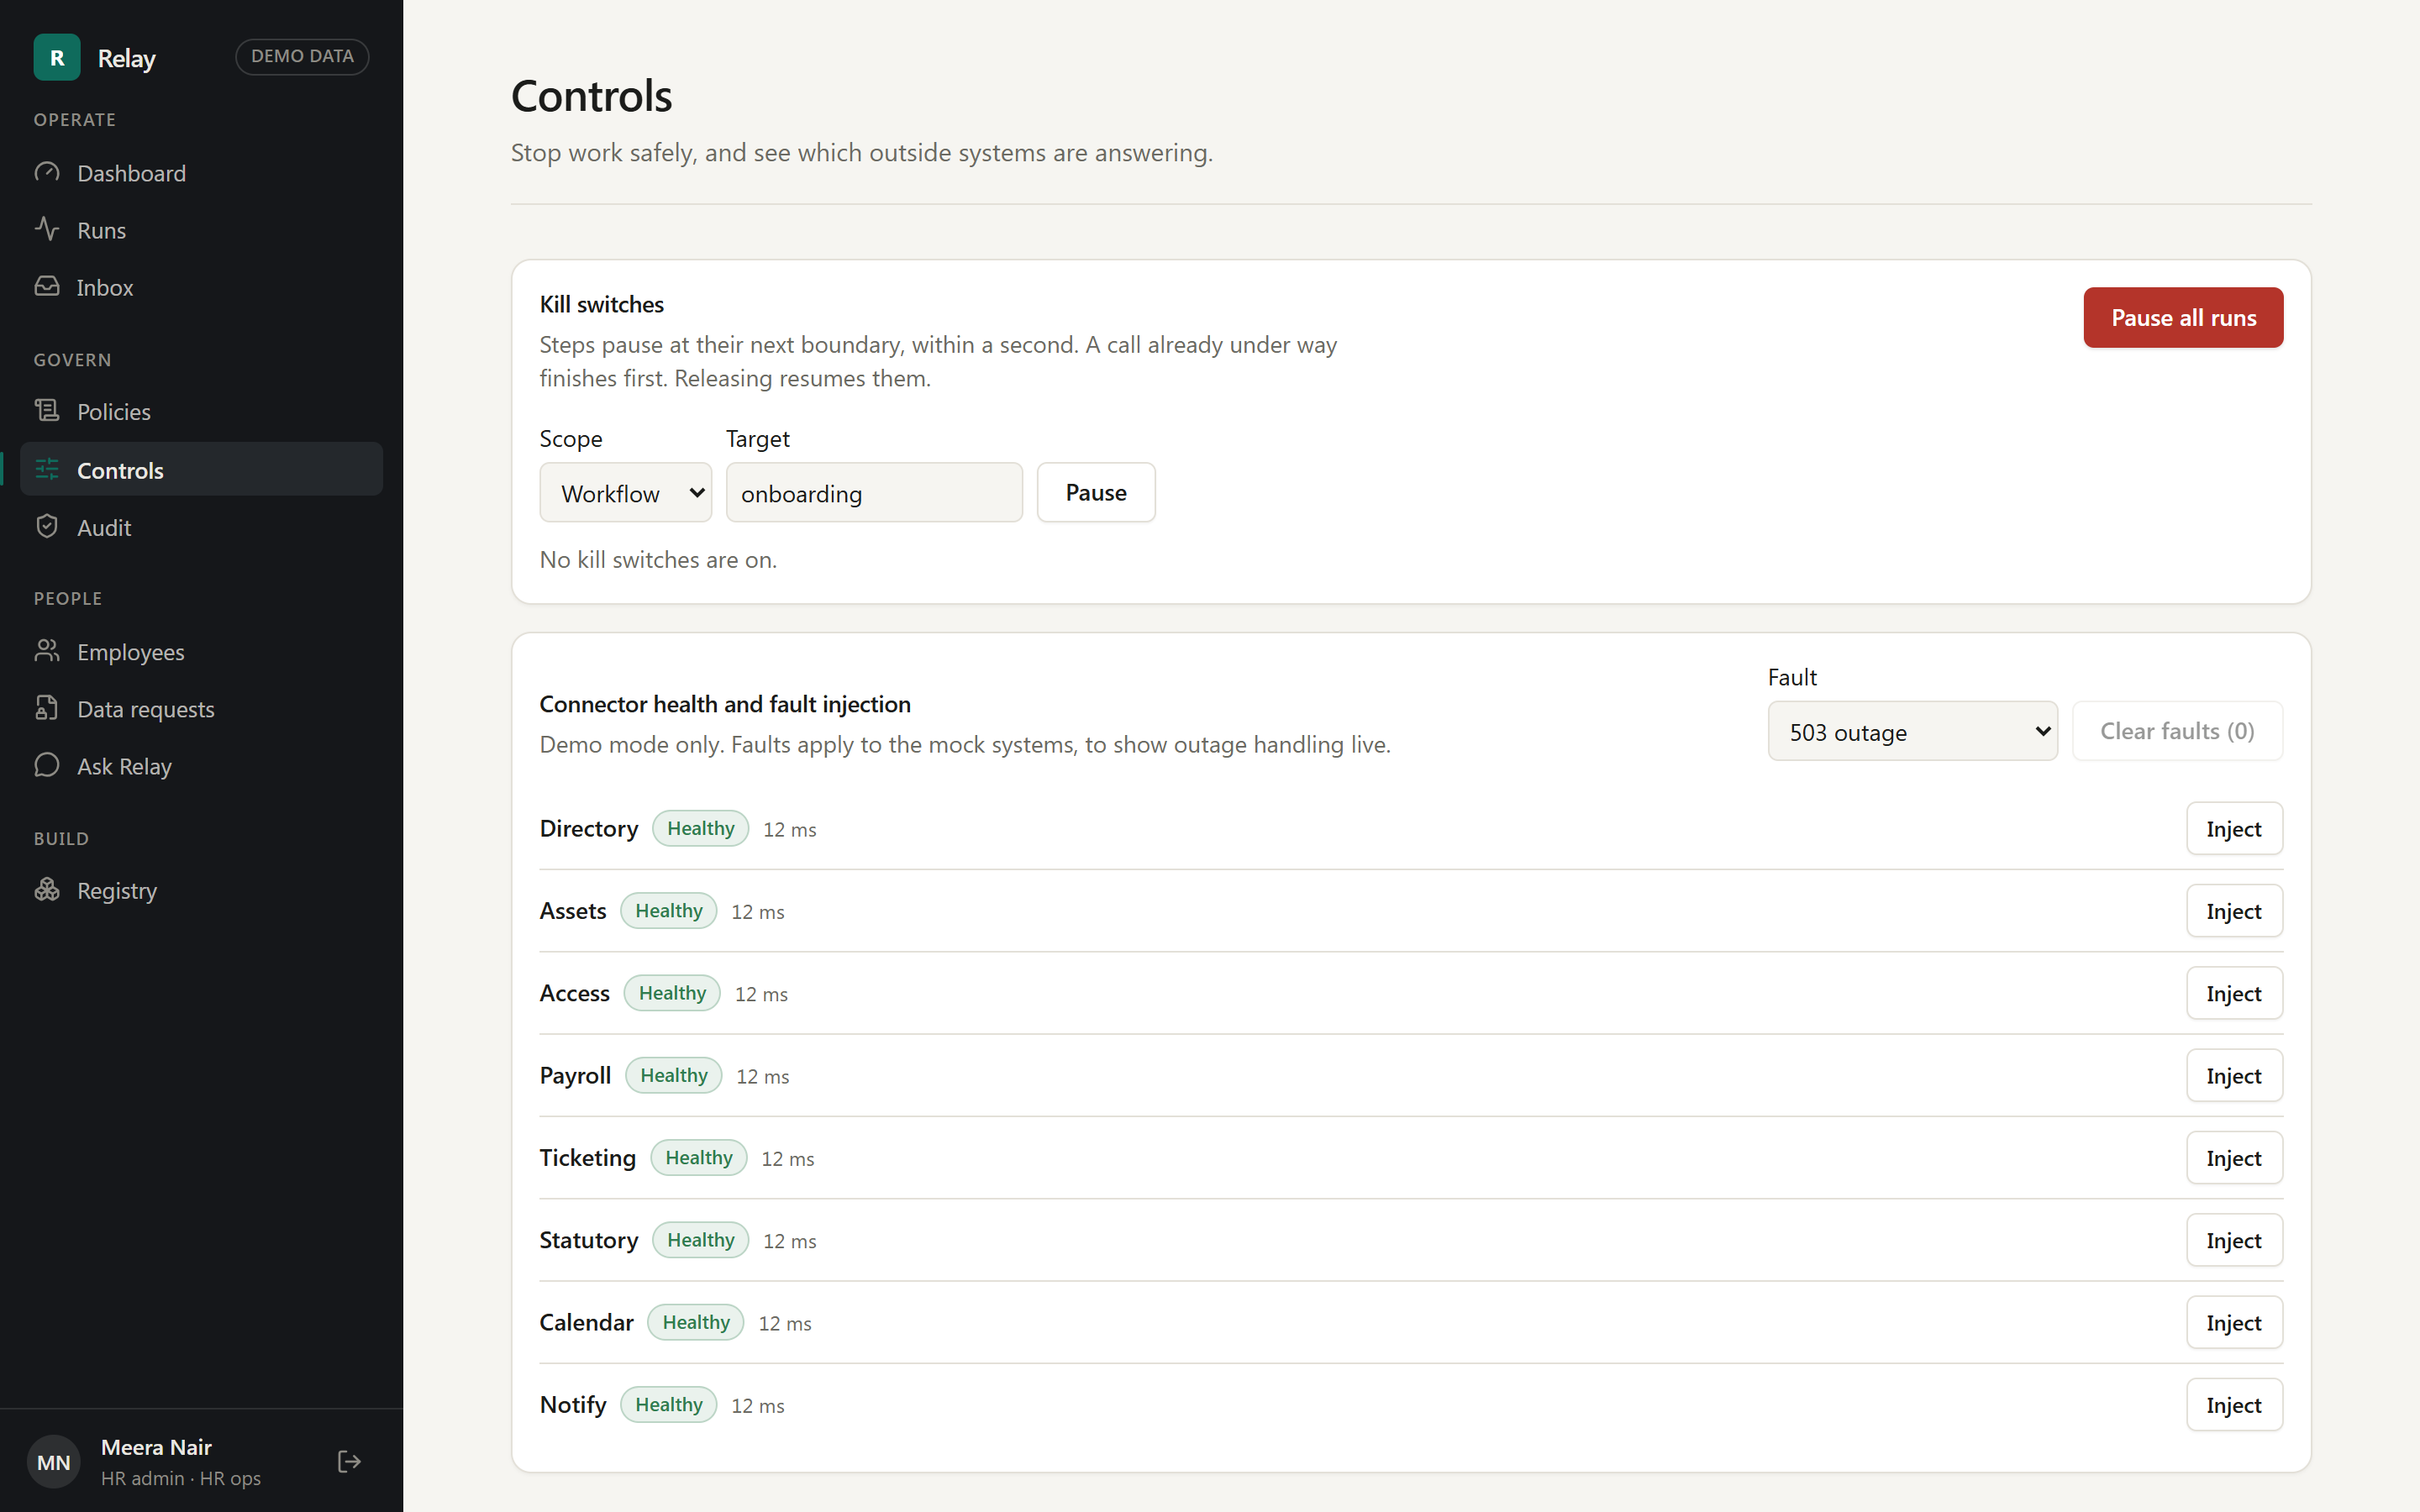 R Relay DEMO DATA
OPERATE
Dashboard
Runs
Inbox
GOVERN
Policies
Controls
Audit
PEOPLE
Employees
Data requests
Ask Relay
BUILD
Registry
MN
Meera Nair
HR admin · HR ops
Controls
Stop work safely, and see which outside systems are answering.
Kill switches
Steps pause at their next boundary, within a second. A call already under way
finishes first. Releasing resumes them.
Pause all runs
Scope Target
Workflow onboarding Pause
No kill switches are on.
Connector health and fault injection
Demo mode only. Faults apply to the mock systems, to show outage handling live.
Fault
503 outage Clear faults (0)
Directory Healthy 12 ms Inject
Assets Healthy 12 ms Inject
Access Healthy 12 ms Inject
Payroll Healthy 12 ms Inject
Ticketing Healthy 12 ms Inject
Statutory Healthy 12 ms Inject
Calendar Healthy 12 ms Inject
Notify Healthy 12 ms Inject